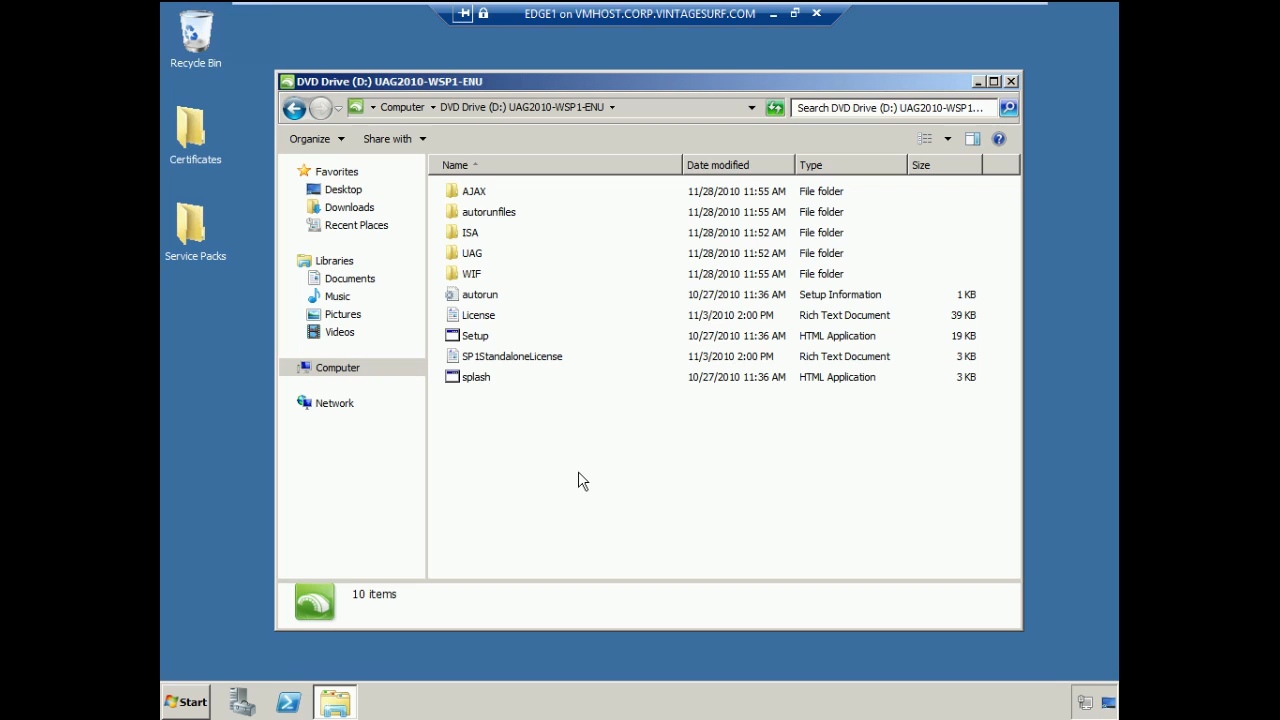 EDGE1 on VMHOST.CORP.VINTAGESURF.COM
Recycle Bin
Certificates
Service Packs
DVD Drive (D:) UAG2010-WSP1-ENU
Computer DVD Drive (D:) UAG2010-WSP1-ENU Search DVD Drive (D:) UAG2010-WSP1...
Organize Share with
Favorites
Desktop
Downloads
Recent Places
Libraries
Documents
Music
Pictures
Videos
Computer
Network
Name Date modified Type Size
AJAX 11/28/2010 11:55 AM File folder
autorunfiles 11/28/2010 11:55 AM File folder
ISA 11/28/2010 11:52 AM File folder
UAG 11/28/2010 11:52 AM File folder
WIF 11/28/2010 11:55 AM File folder
autorun 10/27/2010 11:36 AM Setup Information 1 KB
License 11/3/2010 2:00 PM Rich Text Document 39 KB
Setup 10/27/2010 11:36 AM HTML Application 19 KB
SP1StandaloneLicense 11/3/2010 2:00 PM Rich Text Document 3 KB
splash 10/27/2010 11:36 AM HTML Application 3 KB
10 items
Start